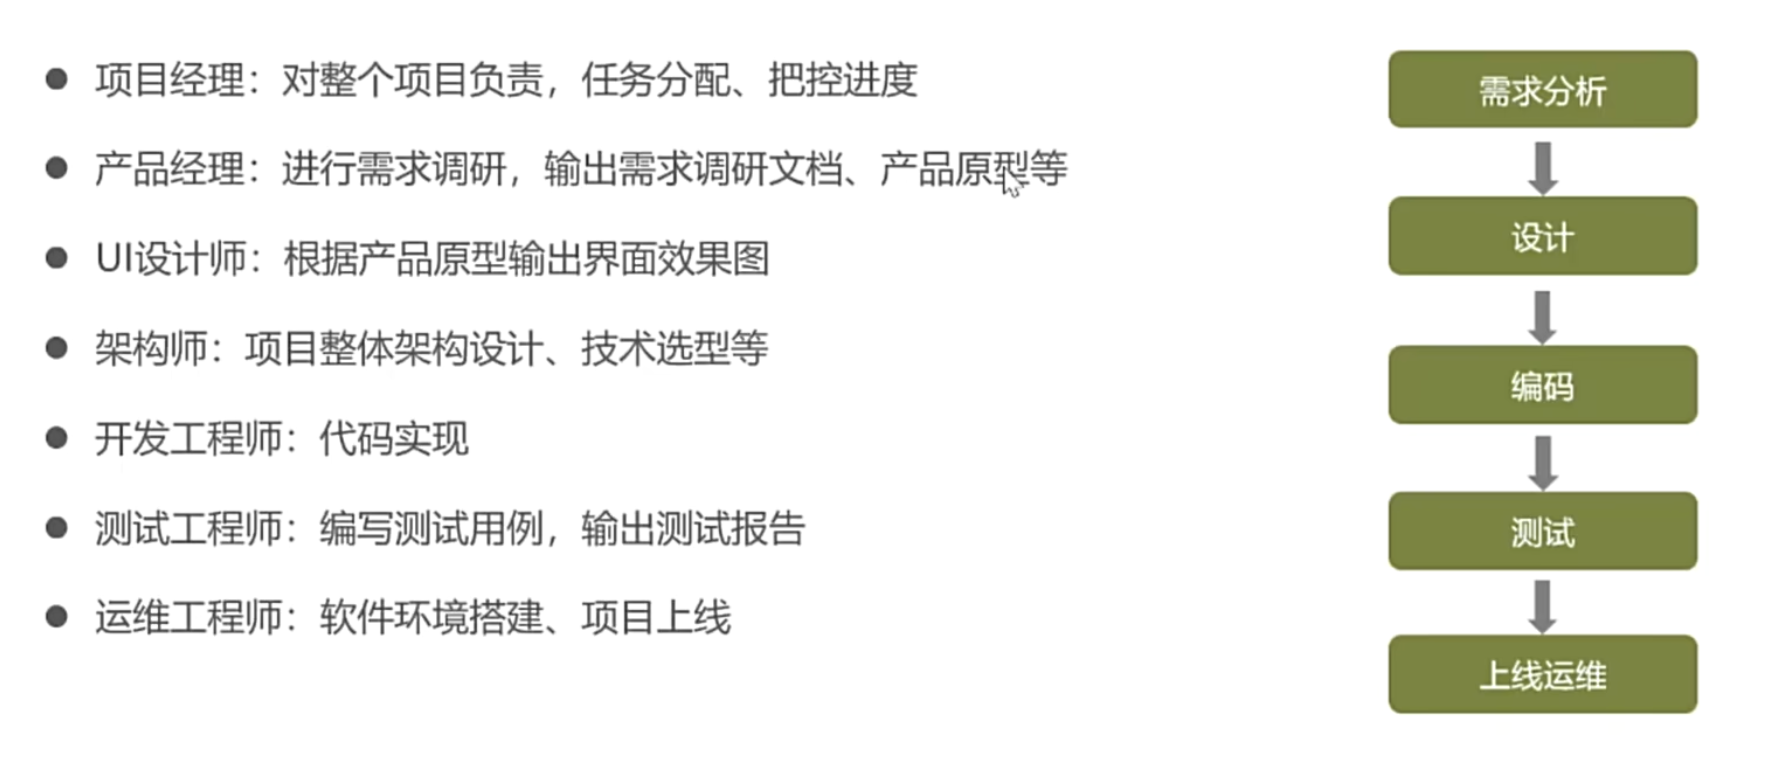 项目经理：对整个项目负责，任务分配、把控进度
产品经理：进行需求调研，输出需求调研文档、产品原型等
UI设计师：根据产品原型输出界面效果图
架构师：项目整体架构设计、技术选型等
开发工程师：代码实现
测试工程师：编写测试用例，输出测试报告
运维工程师：软件环境搭建、项目上线
需求分析
设计
编码
测试
上线运维